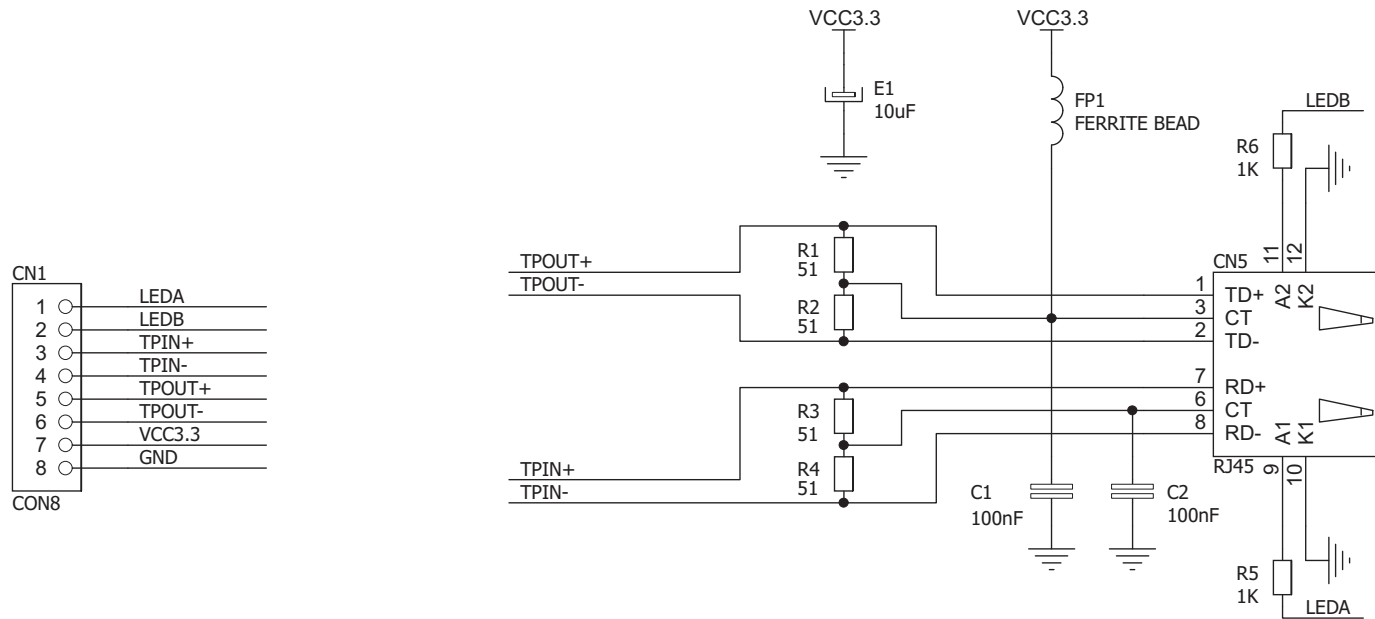 VCC3.3
VCC3.3
E1
10uF
FP1
FERRITE BEAD
LEDB
R6
1K
11
12
CN1
1 LEDA
2 LEDB
3 TPIN+
4 TPIN-
5 TPOUT+
6 TPOUT-
7 VCC3.3
8 GND
CON8
TPOUT+
TPOUT-
R1
51
R2
51
CN5
A2
K2
1 TD+
3 CT
2 TD-
7 RD+
6 CT
8 RD-
A1
K1
RJ45
R3
51
R4
51
TPIN+
TPIN-
C1
100nF
C2
100nF
9
10
R5
1K
LEDA